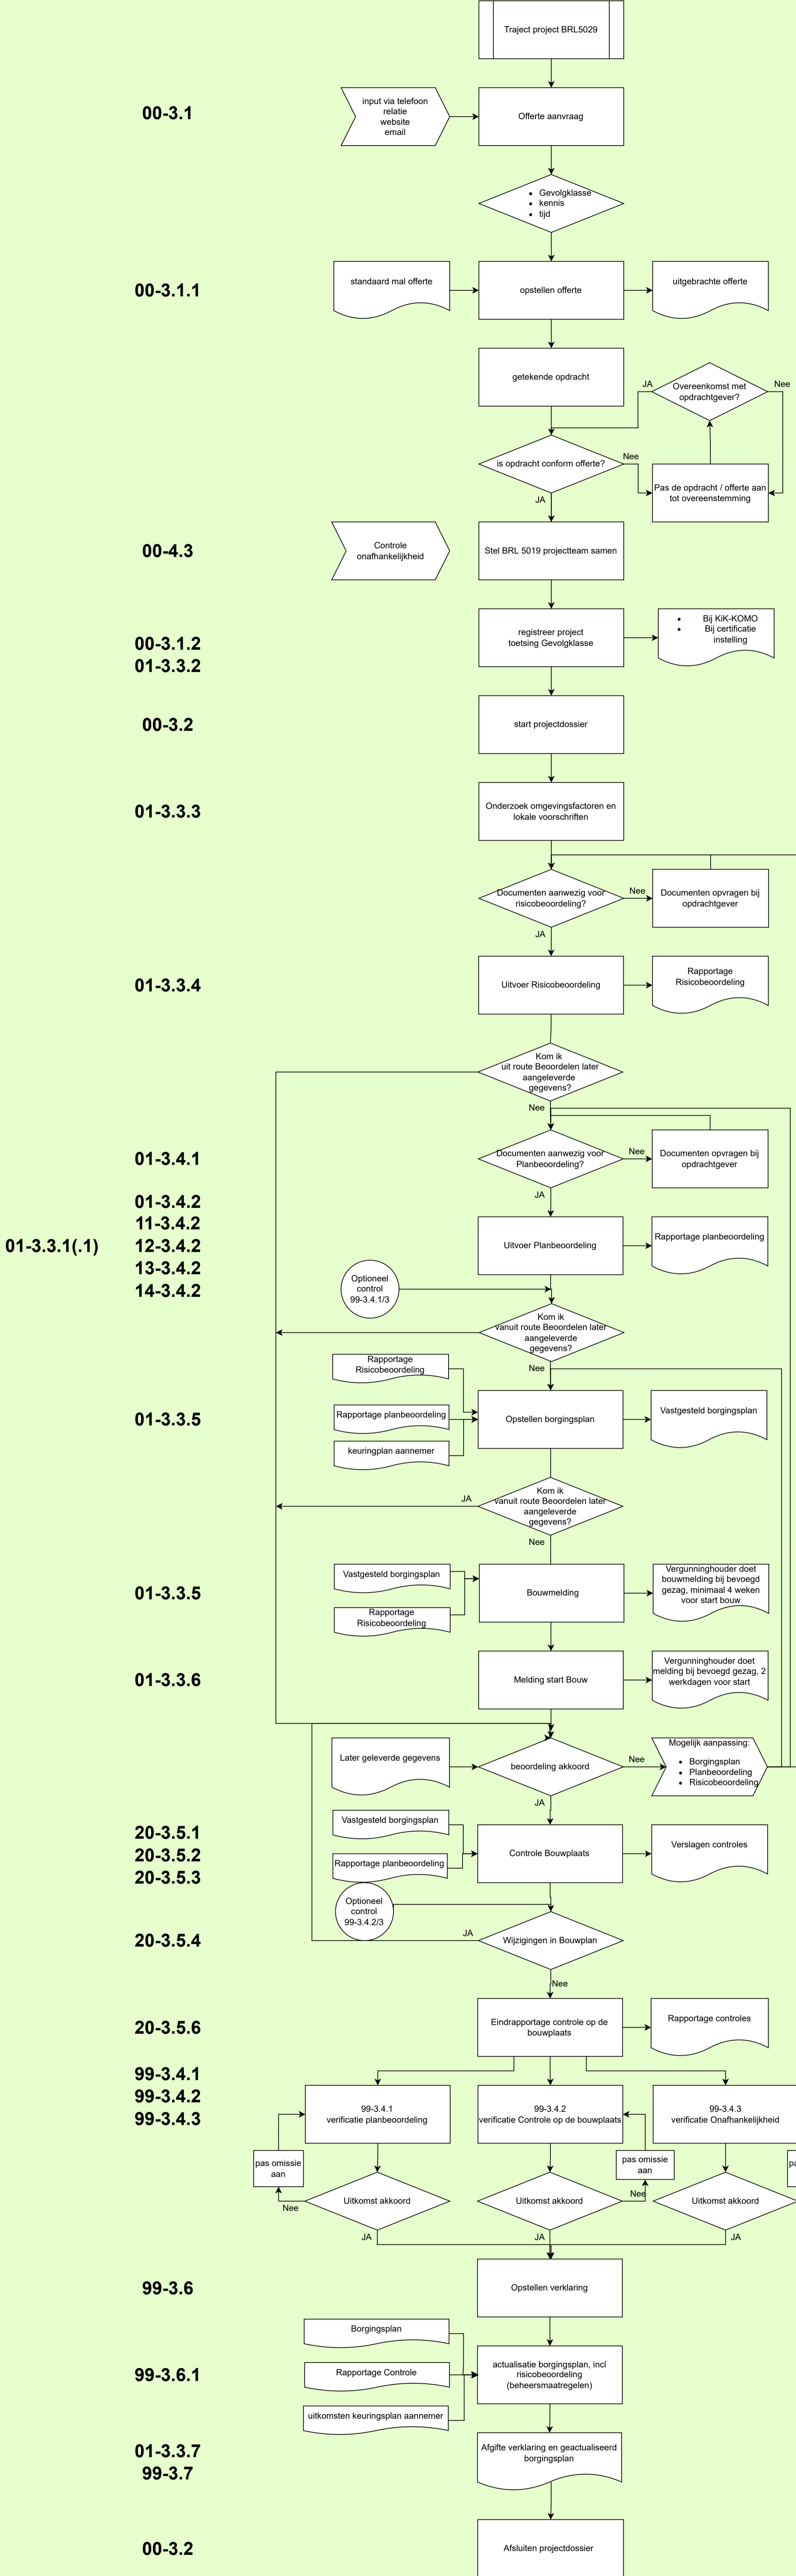 Traject project BRL5029
00-3.1
input via telefoon
relatie
website
email
Offerte aanvraag
Gevolgklasse
kennis
tijd
00-3.1.1
standaard mal offerte
opstellen offerte
uitgebrachte offerte
getekende opdracht
JA
Overeenkomst met
opdrachtgever?
Nee
is opdracht conform offerte?
Nee
Pas de opdracht / offerte aan
tot overeenstemming
JA
00-4.3
Controle
onafhankelijkheid
Stel BRL 5019 projectteam samen
00-3.1.2
01-3.3.2
registreer project
toetsing Gevolgklasse
Bij KiK-KOMO
Bij certificatie
instelling
00-3.2
start projectdossier
01-3.3.3
Onderzoek omgevingsfactoren en
lokale voorschriften
Documenten aanwezig voor
risicobeordeling?
Nee
Documenten opvragen bij
opdrachtgever
JA
01-3.3.4
Uitvoer Risicobeordeling
Rapportage
Risicobeordeling
Kom ik
uit route Beoordelen later
aangeleverde
gegevens?
Nee
01-3.4.1
Documenten aanwezig voor
Planbeordeling?
Nee
Documenten opvragen bij
opdrachtgever
JA
01-3.3.1(.1)
01-3.4.2
11-3.4.2
12-3.4.2
13-3.4.2
14-3.4.2
Uitvoer Planbeordeling
Rapportage planbeordeling
Optioneel
control
99-3.4.1/3
Kom ik
vanuit route Beoordelen later
aangeleverde
gegevens?
Nee
01-3.3.5
Rapportage
Risicobeordeling
Rapportage planbeordeling
keuringplan aannemer
Opstellen borgingsplan
Vastgesteld borgingsplan
Kom ik
vanuit route Beoordelen later
aangeleverde
gegevens?
JA
Nee
01-3.3.5
Vastgesteld borgingsplan
Rapportage
Risicobeordeling
Bouwmelding
Vergunninghouder doet
bouwmelding bij bevoegd
gezag, minimaal 4 weken
voor start bouw
01-3.3.6
Melding start Bouw
Vergunninghouder doet
melding bij bevoegd gezag, 2
werkdagen voor start
Later geleverde gegevens
beoordeling akkoord
Nee
Mogelijk aanpassing:
Borgingsplan
Planbeordeling
Risicobeordeling
JA
20-3.5.1
20-3.5.2
20-3.5.3
Vastgesteld borgingsplan
Rapportage planbeordeling
Controle Bouwplaats
Verslagen controles
Optioneel
control
99-3.4.2/3
20-3.5.4
JA
Wijzigingen in Bouwplan
Nee
20-3.5.6
Eindrapportage controle op de
bouwplaats
Rapportage controles
99-3.4.1
99-3.4.2
99-3.4.3
99-3.4.1
verificatie planbeordeling
99-3.4.2
verificatie Controle op de bouwplaats
99-3.4.3
verificatie Onafhankelijkheid
pas omissie
aan
pas omissie
aan
Uitkomst akkoord
Uitkomst akkoord
Uitkomst akkoord
Nee
Nee
JA
JA
JA
99-3.6
Opstellen verklaring
99-3.6.1
Borgingsplan
Rapportage Controle
uitkomsten keuringsplan aannemer
actualisatie borgingsplan, incl
risicobeordeling
(beheersmaatregelen)
01-3.3.7
99-3.7
Afgifte verklaring en geactualiseerd
borgingsplan
00-3.2
Afsluiten projectdossier